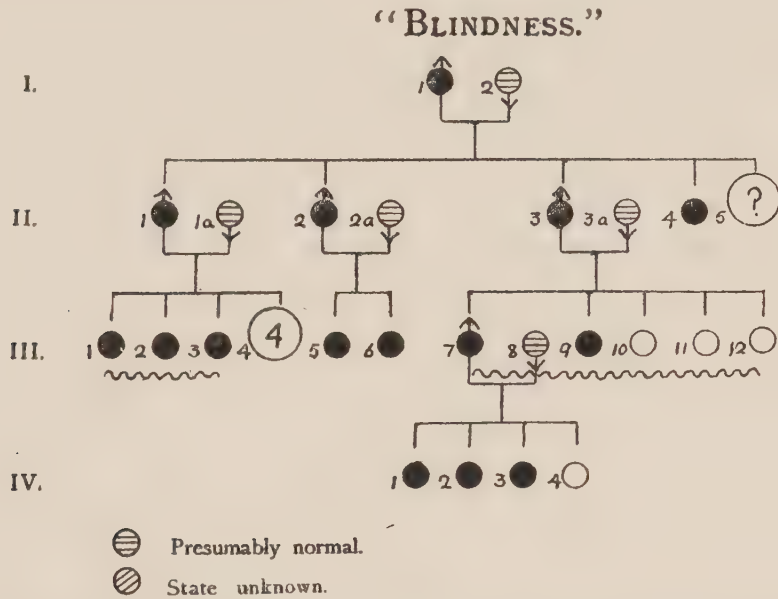 “BLINDNESS.”
I. 1 2
II. 1 1a 2 2a 3 3a 4 5 ?
III. 1 2 3 4 4 5 6 7 8 9 10 11 12
IV. 1 2 3 4
Presumably normal.
State unknown.